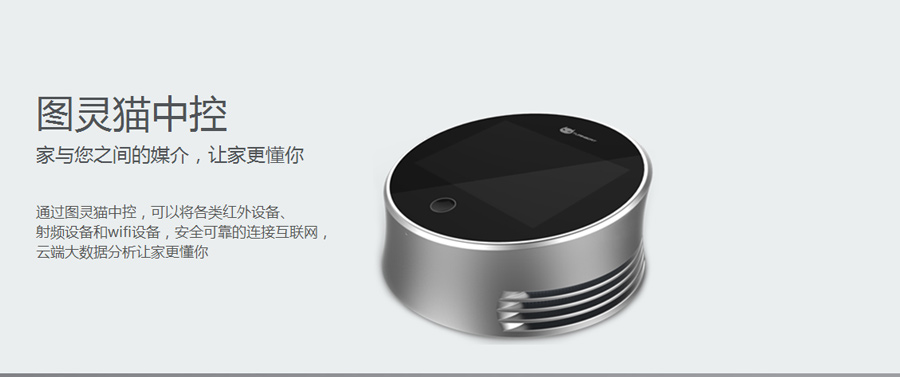 图灵猫中控
家与您之间的媒介，让家更懂你
通过图灵猫中控，可以将各类红外设备、
射频设备和wifi设备，安全可靠的连接互联网，
云端大数据分析让家更懂你